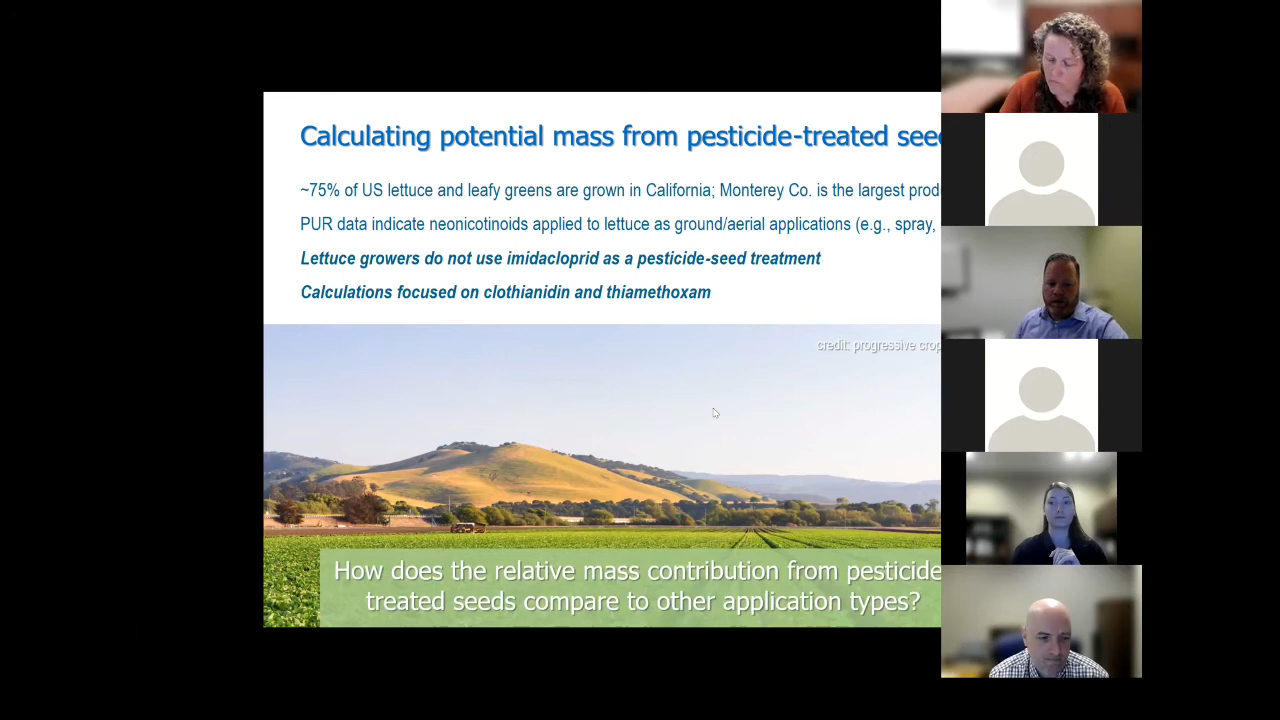 Calculating potential mass from pesticide-treated
~75% of US lettuce and leafy greens are grown in California; Monterey Co. is the largest
PUR data indicate neonicotinoids applied to lettuce as ground/aerial applications (e.g., spray,
Lettuce growers do not use imidacloprid as a pesticide-seed treatment
Calculations focused on clothianidin and thiamethoxam
credit: progressive
How does the relative mass contribution from pesticide
treated seeds compare to other application types?